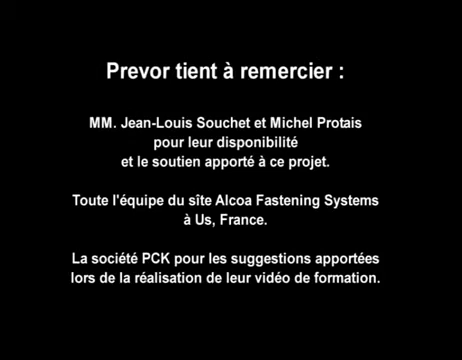 Prevor tient à remercier :
MM. Jean-Louis Souchet et Michel Protais
pour leur disponibilité
et le soutien apporté à ce projet.
Toute l'équipe du sîte Alcoa Fastening Systems
à Us, France.
La société PCK pour les suggestions apportées
lors de la réalisation de leur vidéo de formation.